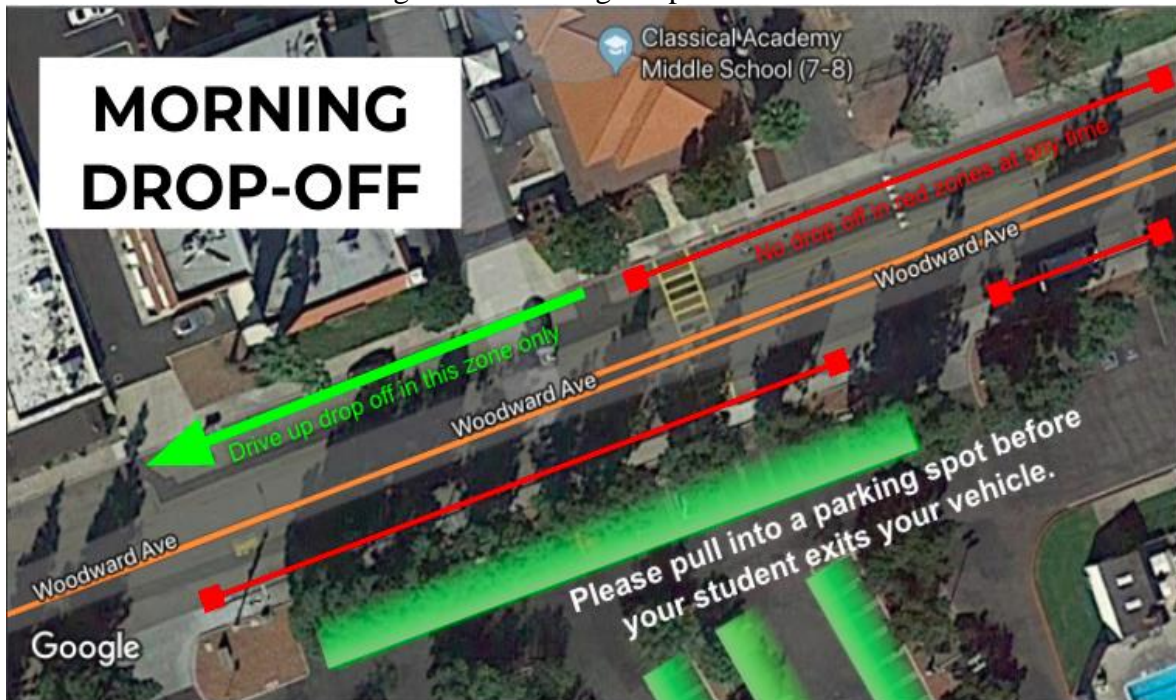 MORNING
DROP-OFF
Classical Academy
Middle School (7-8)
No drop off in red zones at any time
Woodward Ave
Drive up drop off in this zone only
Woodward Ave
Please pull into a parking spot before
your student exits your vehicle.
Woodward Ave
Google